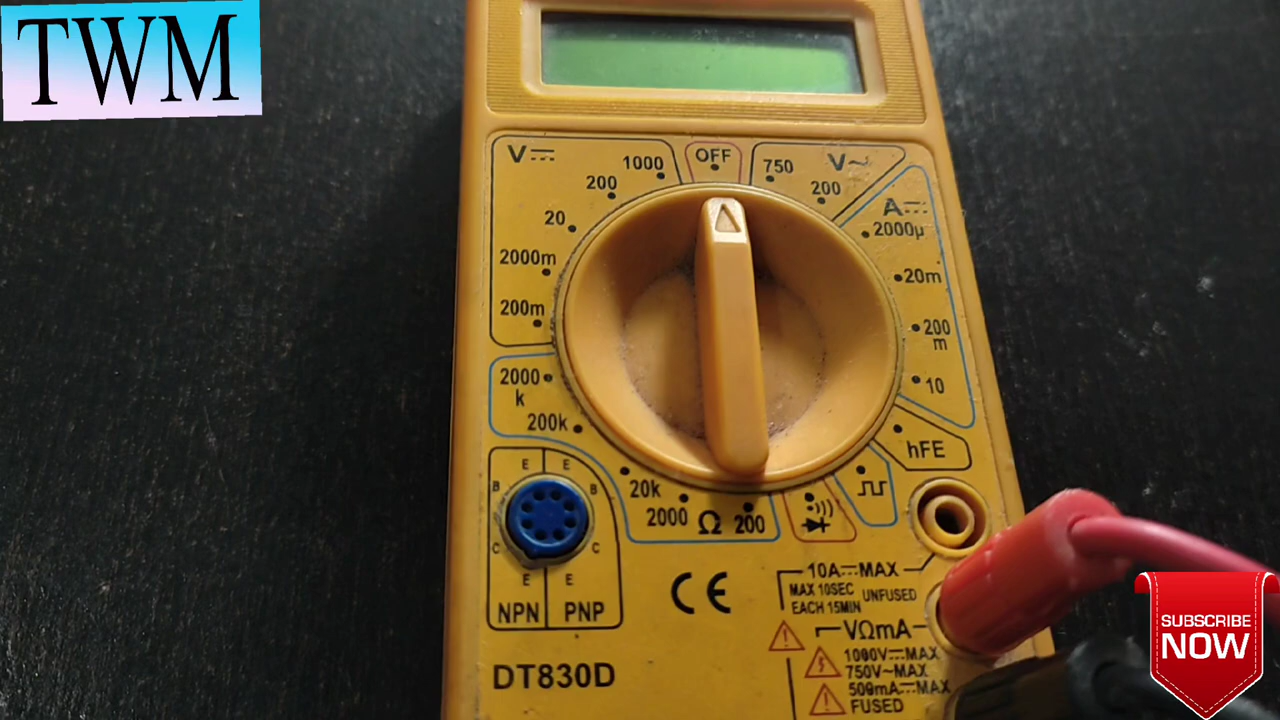 TWM
V⎓
1000
OFF
750
V~
200
200
A⎓
2000µ
20
2000m
20m
200m
200
m
10
2000
k
200k
hFE
20k
2000
Ω
200
E
E
B
B
C
C
E
E
NPN
PNP
CE
10A⎓MAX
MAX 10SEC
EACH 15MIN
UNFUSED
VΩmA
1000V⎓MAX
750V~MAX
500mA⎓MAX
FUSED
DT830D
SUBSCRIBE
NOW